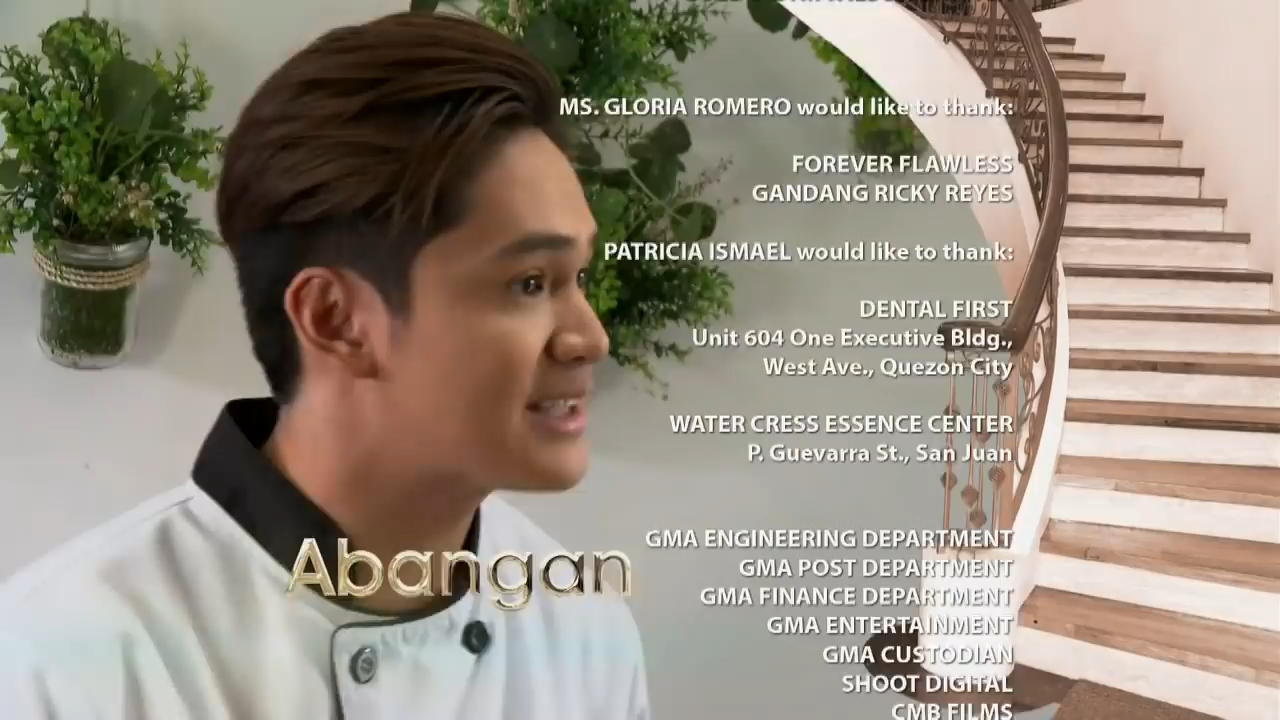 MS. GLORIA ROMERO would like to thank:
FOREVER FLAWLESS
GANDANG RICKY REYES
PATRICIA ISMAEL would like to thank:
DENTAL FIRST
Unit 604 One Executive Bldg.,
West Ave., Quezon City
WATER CRESS ESSENCE CENTER
P. Guevarra St., San Juan
Abangan
GMA ENGINEERING DEPARTMENT
GMA POST DEPARTMENT
GMA FINANCE DEPARTMENT
GMA ENTERTAINMENT
GMA CUSTODIAN
SHOOT DIGITAL
CMB FILMS